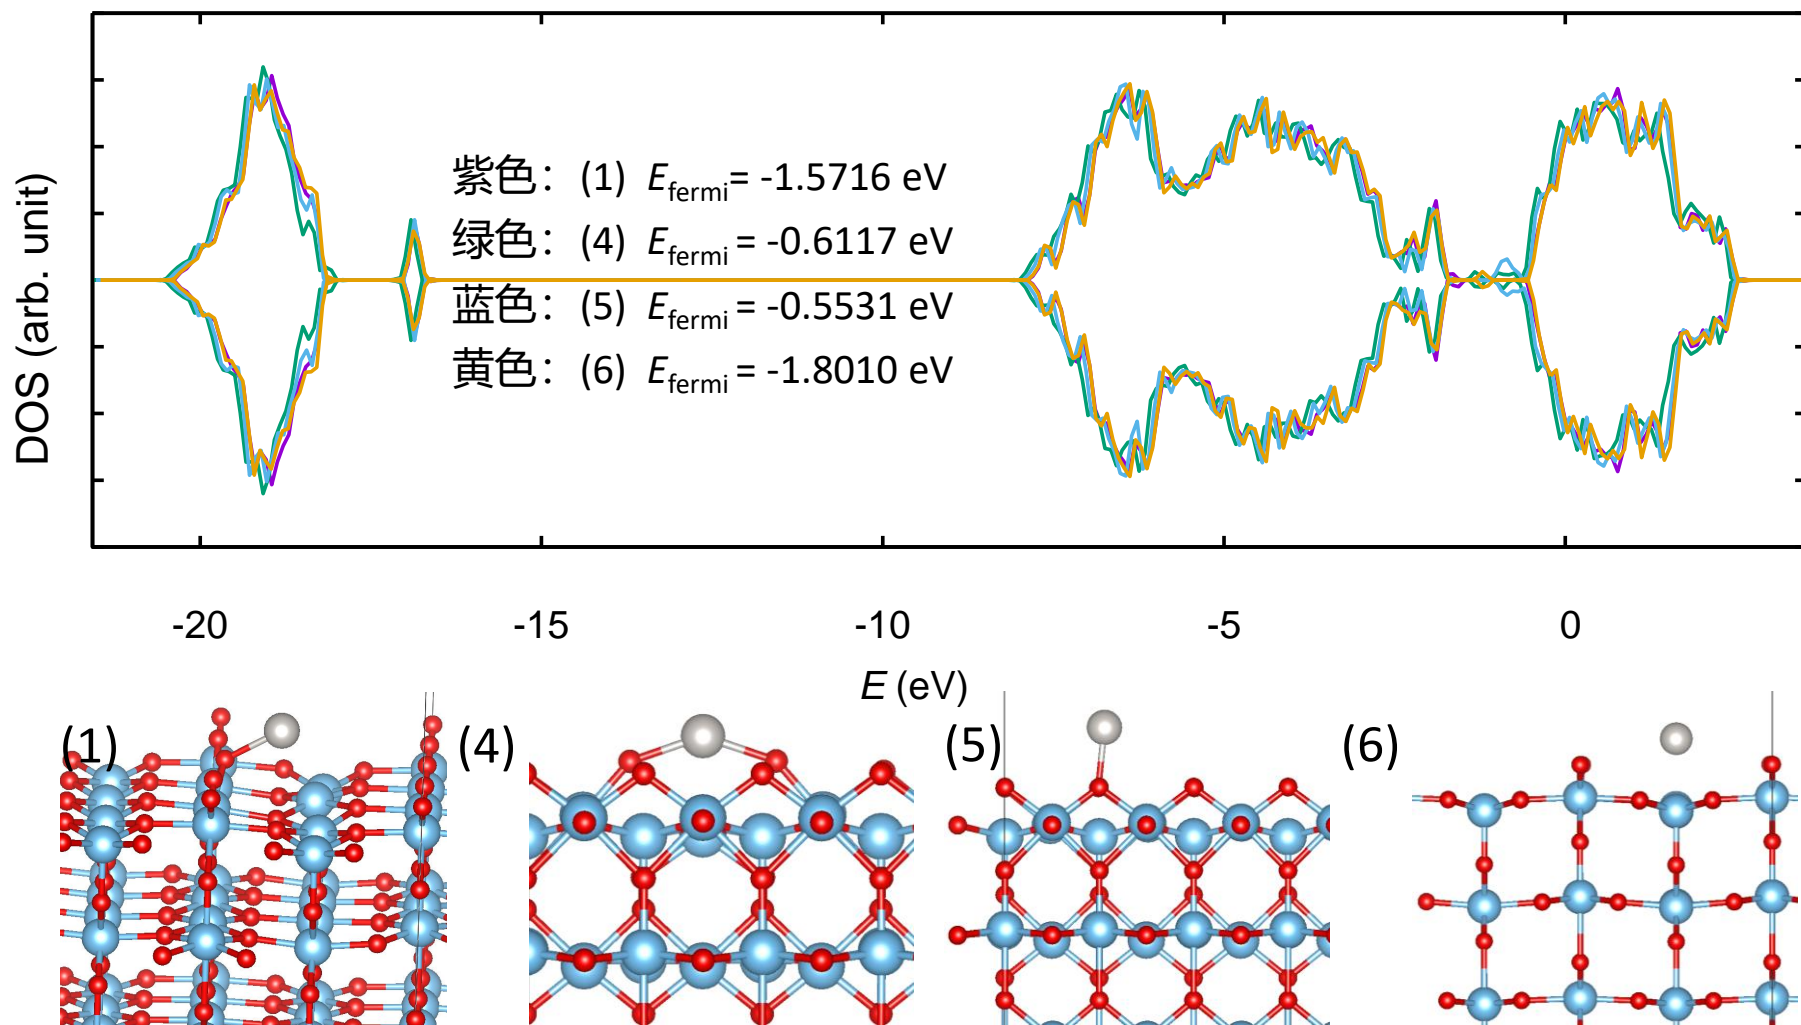 DOS (arb. unit)
紫色：(1) Efermi= -1.5716 eV
绿色：(4) Efermi = -0.6117 eV
蓝色：(5) Efermi = -0.5531 eV
黄色：(6) Efermi = -1.8010 eV
-20 -15 -10 -5 0
E (eV)
(1) (4) (5) (6)